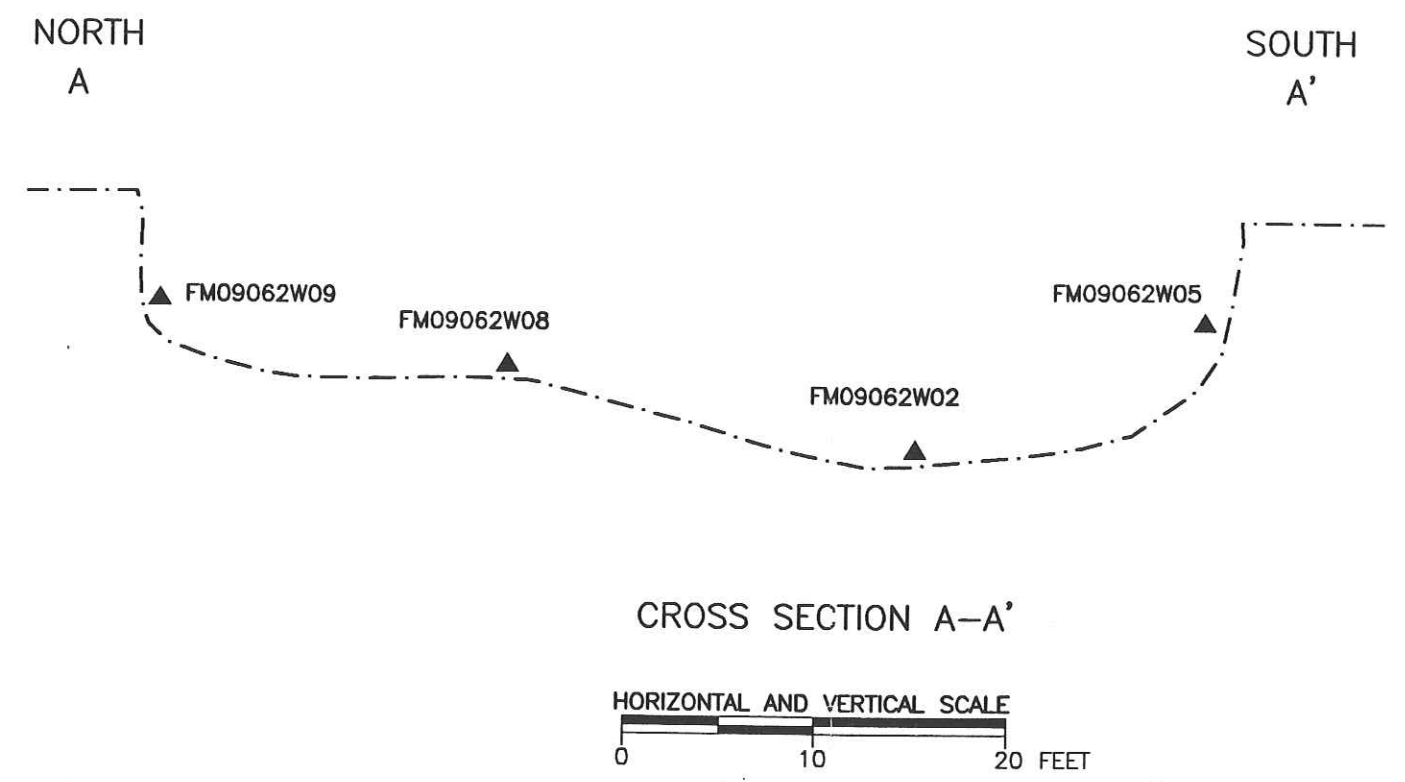 NORTH
A
SOUTH
A'
FM09062W09
FM09062W08
FM09062W05
FM09062W02
CROSS SECTION A–A'
HORIZONTAL AND VERTICAL SCALE
0 10 20 FEET